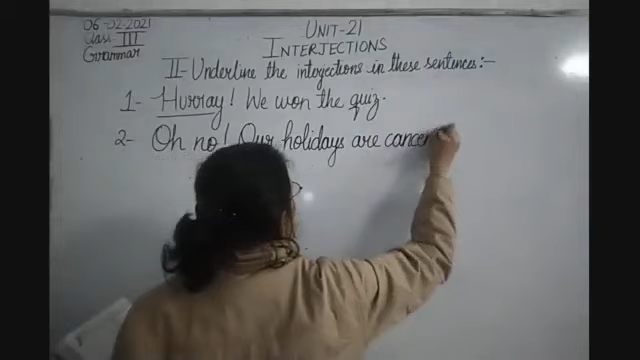 06-02-2021
Class-III
Grammar
UNIT-21
INTERJECTIONS
II- Underline the interjections in these sentences:-
1- Hurray! We won the quiz.
2- Oh no! Our holidays are cancer